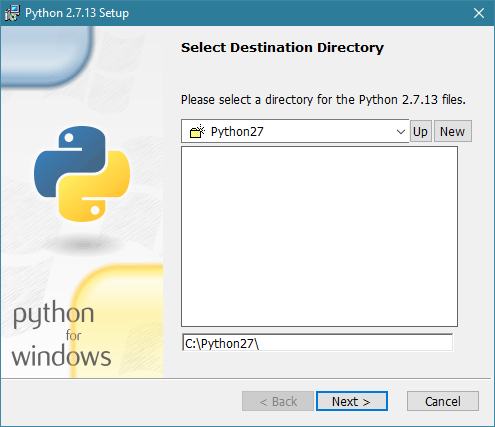 Python 2.7.13 Setup
Select Destination Directory
Please select a directory for the Python 2.7.13 files.
Python27
Up
New
C:\Python27\
python
for
windows
< Back
Next >
Cancel